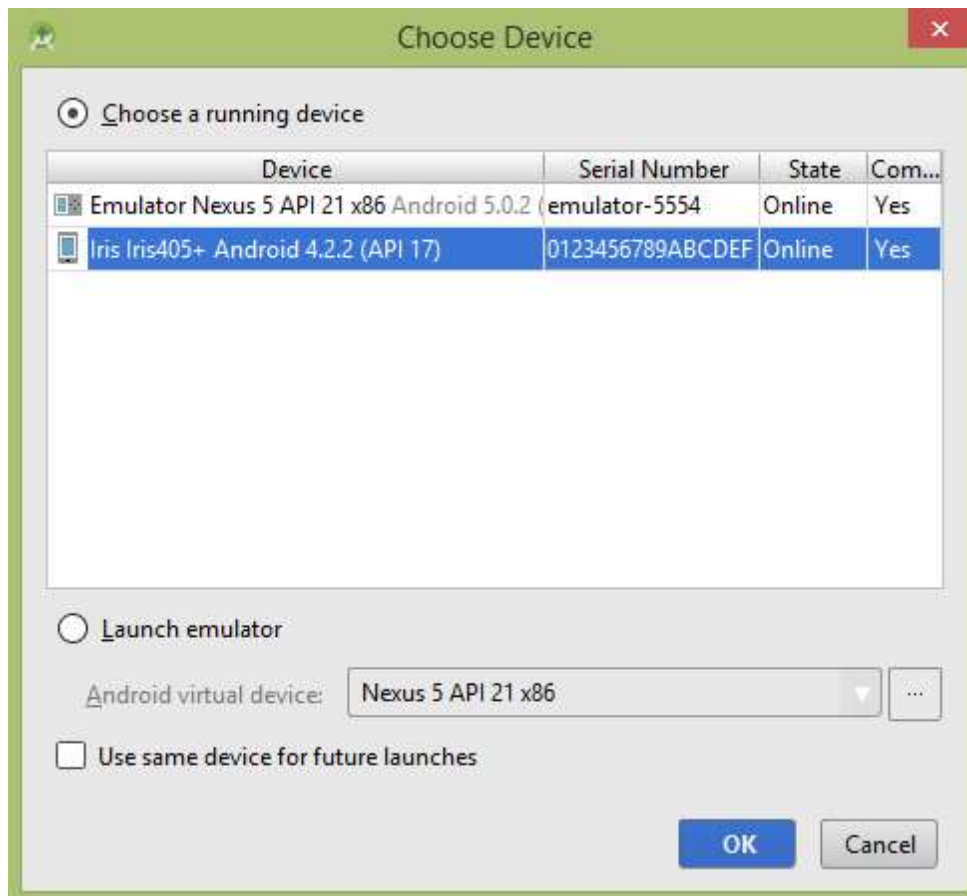 Choose Device
Choose a running device
Device Serial Number State Com...
Emulator Nexus 5 API 21 x86 Android 5.0.2 ( emulator-5554 Online Yes
Iris Iris405+ Android 4.2.2 (API 17) 0123456789ABCDEF Online Yes
Launch emulator
Android virtual device: Nexus 5 API 21 x86 ...
Use same device for future launches
OK Cancel